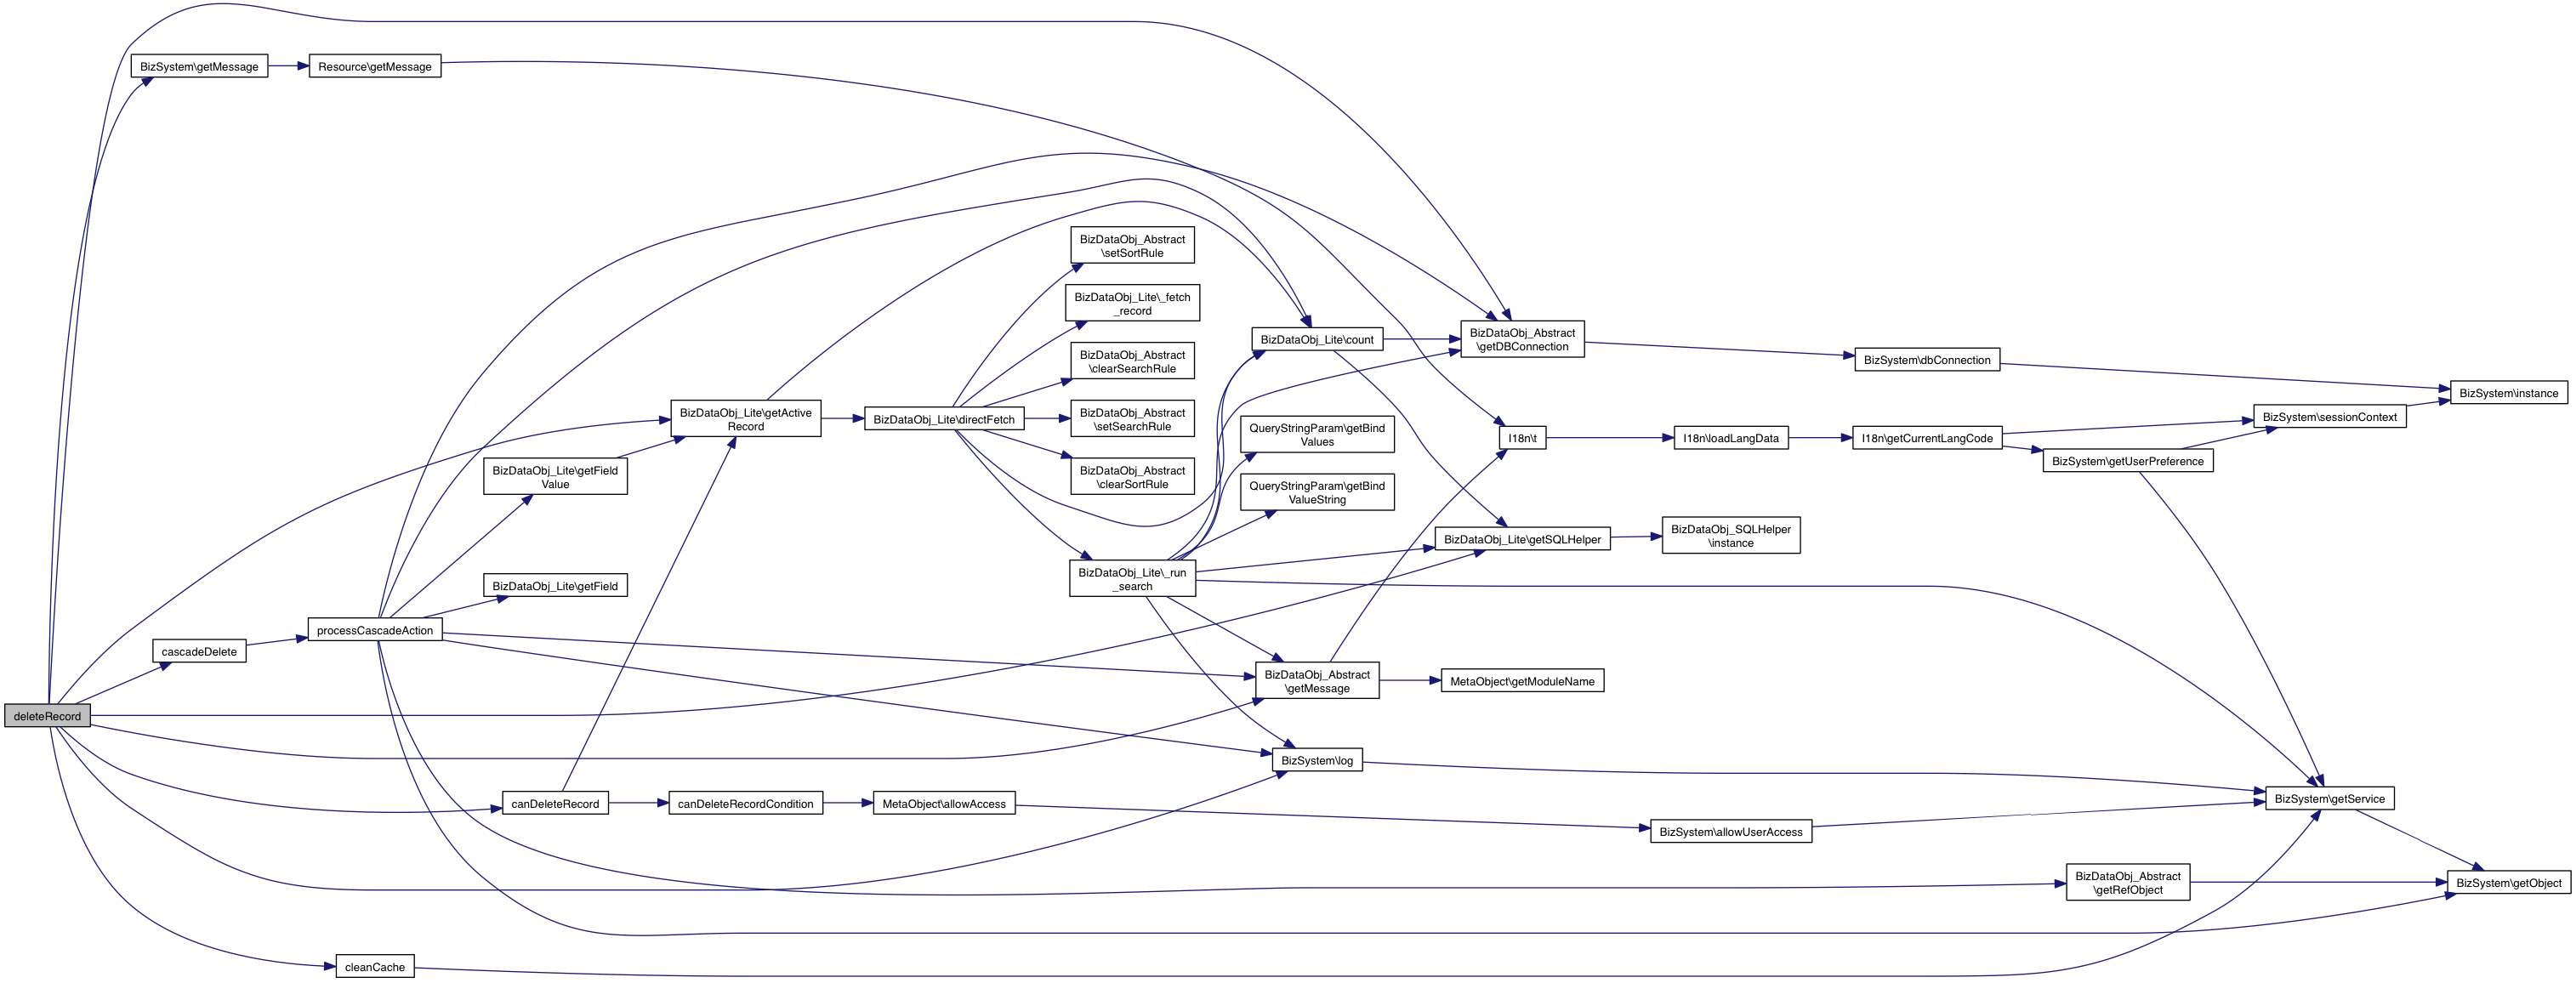 BizSystem\getMessage
Resource\getMessage
BizDataObj_Abstract
\setSortRule
BizDataObj_Lite\_fetch
_record
BizDataObj_Lite\count
BizDataObj_Abstract
\getDBConnection
BizSystem\dbConnection
BizDataObj_Abstract
\clearSearchRule
BizSystem\instance
BizDataObj_Lite\getActive
Record
BizDataObj_Lite\directFetch
BizDataObj_Abstract
\setSearchRule
QueryStringParam\getBind
Values
I18n\t
I18n\loadLangData
I18n\getCurrentLangCode
BizSystem\sessionContext
BizSystem\getUserPreference
BizDataObj_Lite\getField
Value
BizDataObj_Abstract
\clearSortRule
QueryStringParam\getBind
ValueString
BizDataObj_Lite\getSQLHelper
BizDataObj_SQLHelper
\instance
BizDataObj_Lite\getField
BizDataObj_Lite\_run
_search
processCascadeAction
cascadeDelete
BizDataObj_Abstract
\getMessage
MetaObject\getModuleName
deleteRecord
BizSystem\log
canDeleteRecord
canDeleteRecordCondition
MetaObject\allowAccess
BizSystem\allowUserAccess
BizSystem\getService
BizDataObj_Abstract
\getRefObject
BizSystem\getObject
cleanCache